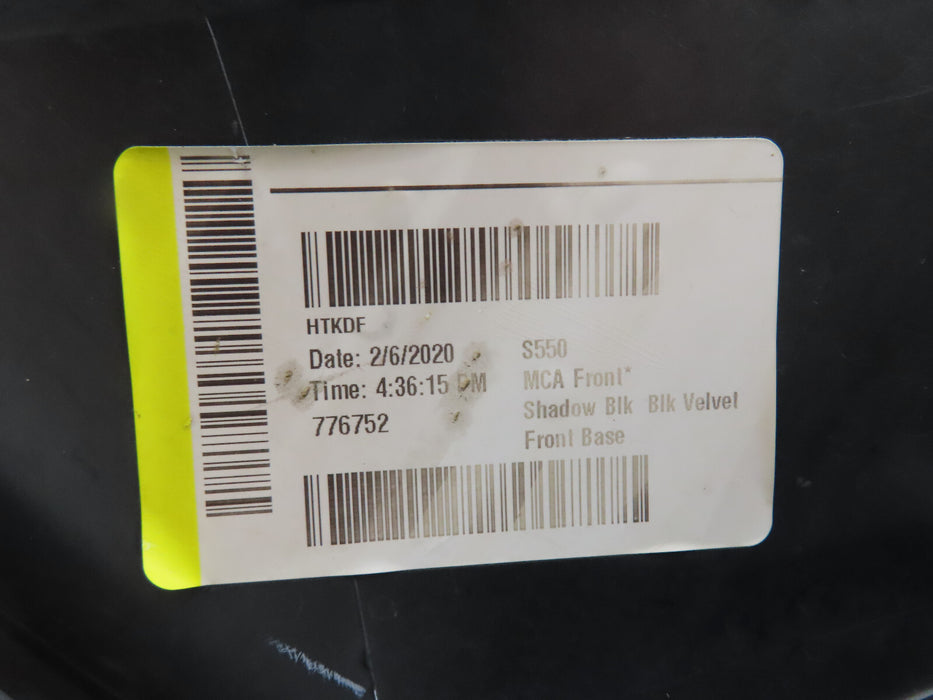 HTKDF
Date: 2/6/2020
Time: 4:36:15 PM
776752
S550
MCA Front*
Shadow Blk Blk Velvet
Front Base